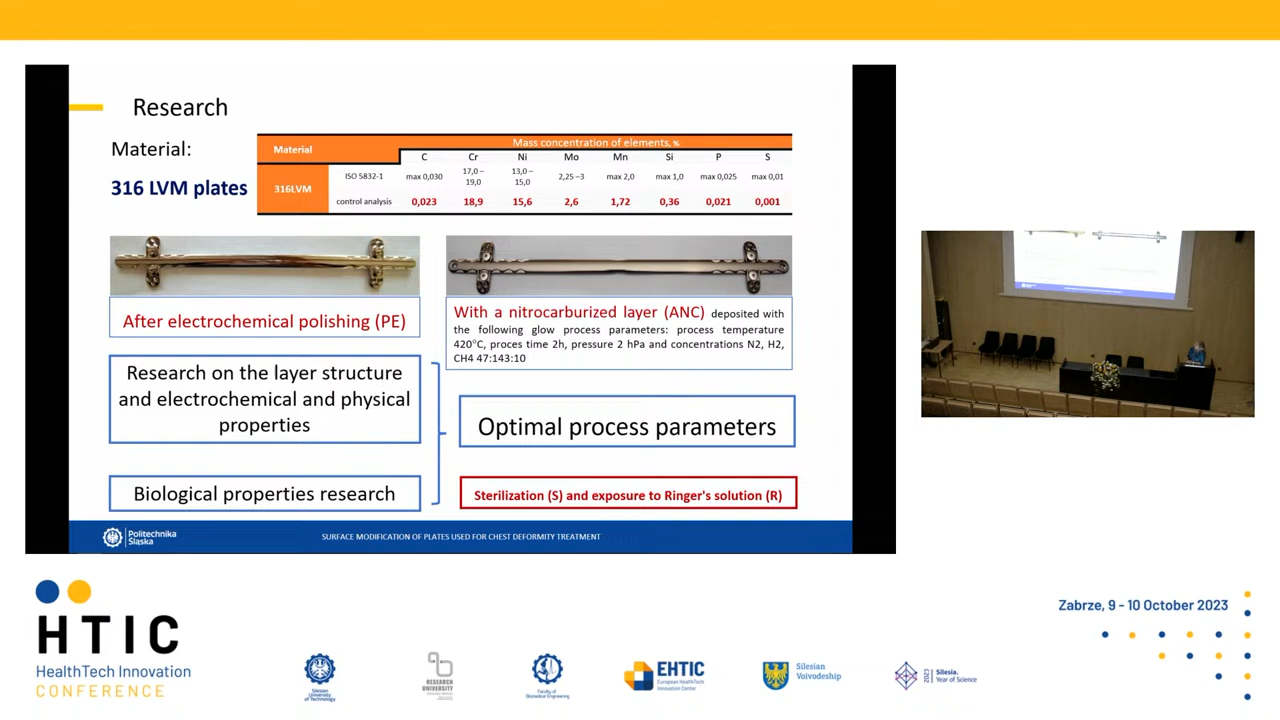 Research
Material:
316 LVM plates
Material
Mass concentration of elements, %
C Cr Ni Mo Mn Si P S
316LVM
ISO 5832-1 max 0,030 17,0 – 19,0 13,0 – 15,0 2,25 –3 max 2,0 max 1,0 max 0,025 max 0,01
control analysis 0,023 18,9 15,6 2,6 1,72 0,36 0,021 0,001
After electrochemical polishing (PE)
With a nitrocarburized layer (ANC) deposited with
the following glow process parameters: process temperature
420°C, proces time 2h, pressure 2 hPa and concentrations N2, H2,
CH4 47:143:10
Research on the layer structure
and electrochemical and physical
properties
Optimal process parameters
Biological properties research
Sterilization (S) and exposure to Ringer's solution (R)
Politechnika
Śląska
SURFACE MODIFICATION OF PLATES USED FOR CHEST DEFORMITY TREATMENT
HTIC
HealthTech Innovation
CONFERENCE
Zabrze, 9 - 10 October 2023
Silesian
University
of Technology
RESEARCH
UNIVERSITY
Faculty of
Biomedical Engineering
EHTIC
European HealthTech
Innovation Center
Silesian
Voivodeship
2023
Silesia.
Year of Science